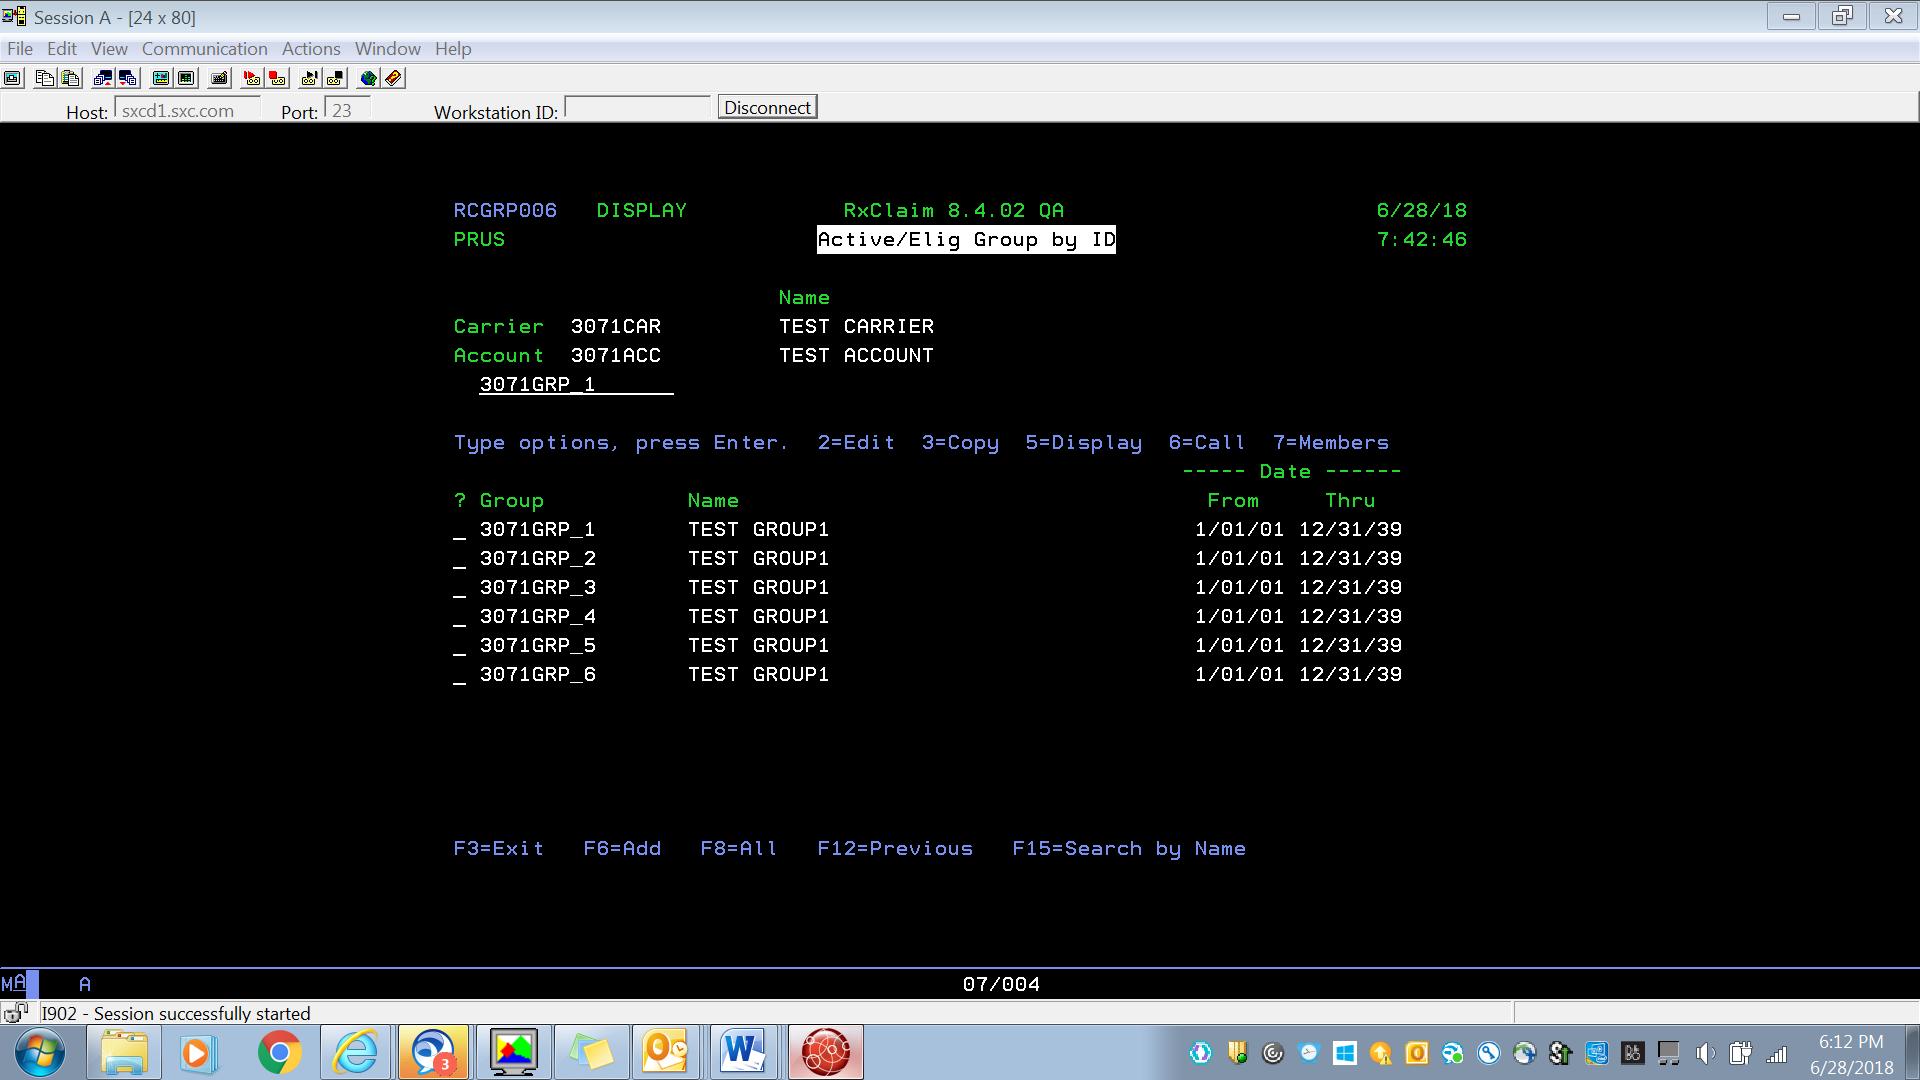 Session A - [24 x 80]
File Edit View Communication Actions Window Help
Host: sxcd1.sxc.com Port: 23 Workstation ID: Disconnect
RCGRP006 DISPLAY RxClaim 8.4.02 QA 6/28/18
PRUS Active/Elig Group by ID 7:42:46
Name
Carrier 3071CAR TEST CARRIER
Account 3071ACC TEST ACCOUNT
3071GRP_1
Type options, press Enter. 2=Edit 3=Copy 5=Display 6=Call 7=Members
----- Date ------
? Group Name From Thru
_ 3071GRP_1 TEST GROUP1 1/01/01 12/31/39
_ 3071GRP_2 TEST GROUP1 1/01/01 12/31/39
_ 3071GRP_3 TEST GROUP1 1/01/01 12/31/39
_ 3071GRP_4 TEST GROUP1 1/01/01 12/31/39
_ 3071GRP_5 TEST GROUP1 1/01/01 12/31/39
_ 3071GRP_6 TEST GROUP1 1/01/01 12/31/39
F3=Exit F6=Add F8=All F12=Previous F15=Search by Name
MA A 07/004
I902 - Session successfully started
3
6:12 PM
6/28/2018